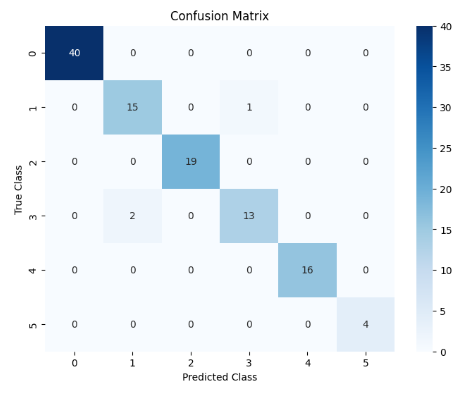 Confusion Matrix
True Class
0 40 0 0 0 0 0
1 0 15 0 1 0 0
2 0 0 19 0 0 0
3 0 2 0 13 0 0
4 0 0 0 0 16 0
5 0 0 0 0 0 4
0 1 2 3 4 5
Predicted Class
40
35
30
25
20
15
10
5
0